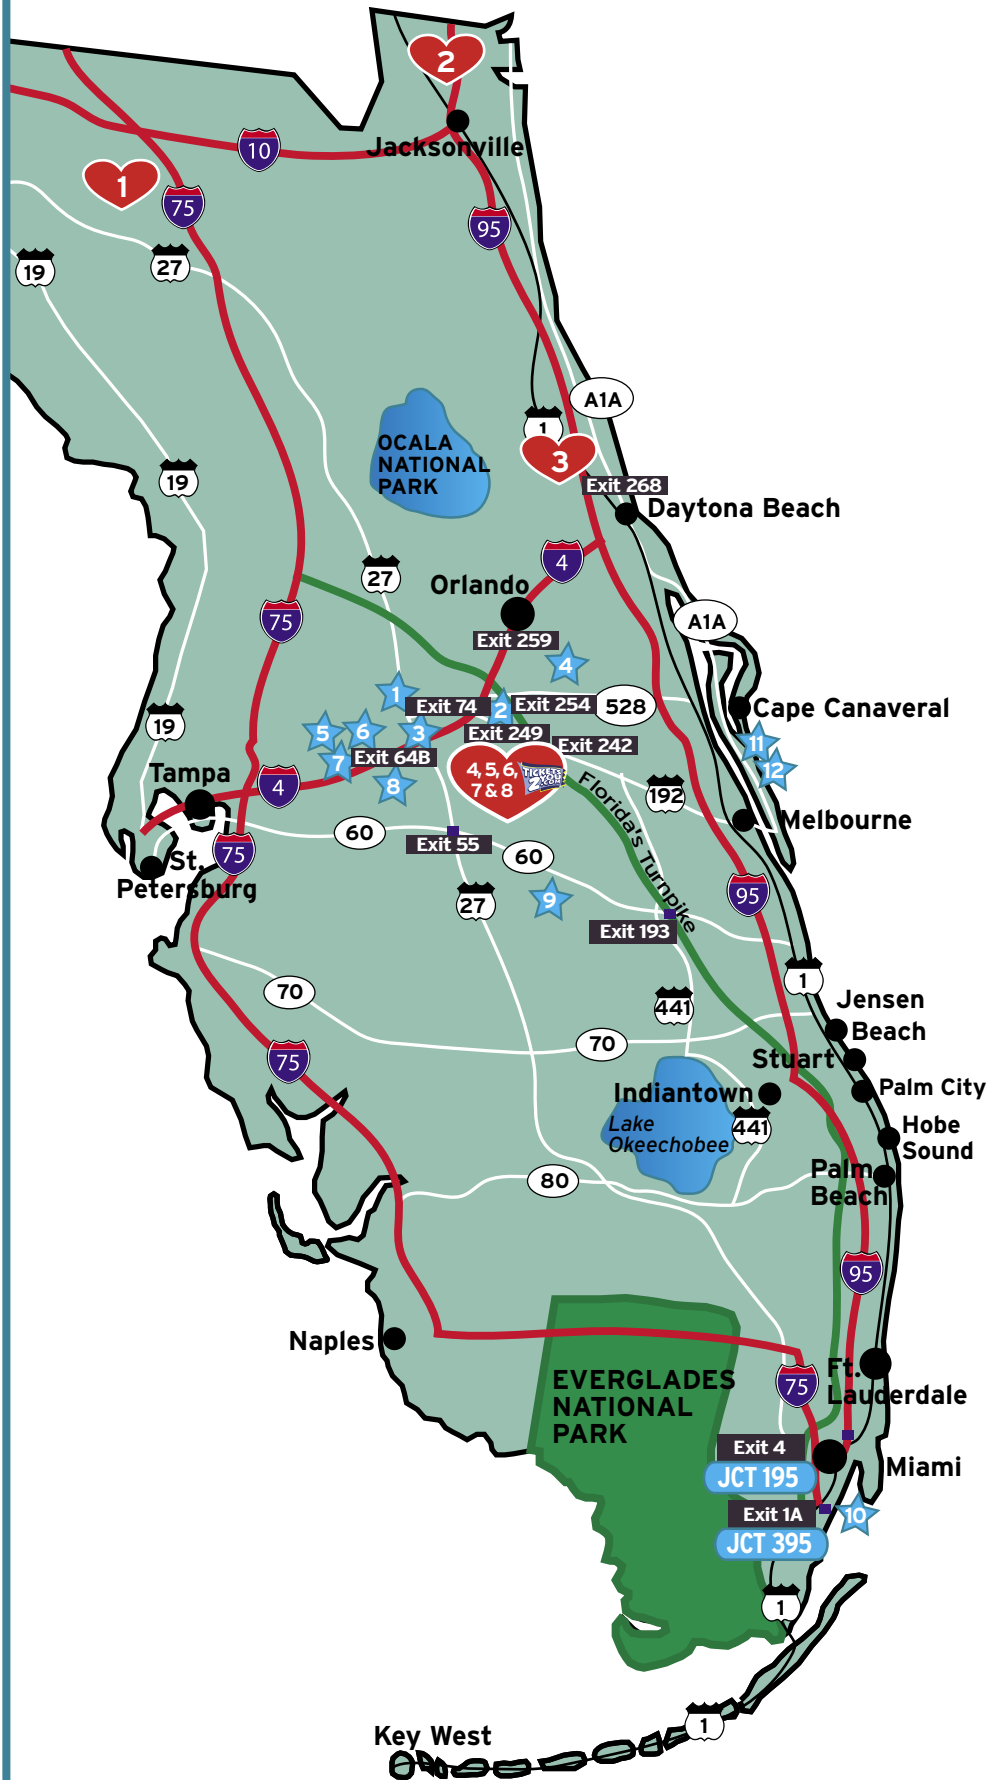 2
Jacksonville
10
1
75
95
27
19
A1A
1
OCALA
NATIONAL
PARK
3
19
Exit 268
Daytona Beach
4
27
Orlando
75
A1A
Exit 259
4
1
Exit 74
2
Exit 254
528
Cape Canaveral
19
5
6
3
Exit 249
Exit 242
11
7
Exit 64B
12
Tampa
4
8
4, 5, 6,
7 & 8
TICKETS
2
YOU
.COM
Florida's Turnpike
192
Melbourne
60
Exit 55
60
75
St.
Petersburg
27
9
95
Exit 193
70
441
1
Jensen
Beach
70
Stuart
75
Palm City
Indiantown
Lake
Okeechobee
441
Hobe
Sound
80
Palm
Beach
95
Naples
Ft.
Lauderdale
75
EVERGLADES
NATIONAL
PARK
Exit 4
JCT 195
Miami
Exit 1A
10
JCT 395
1
1
Key West